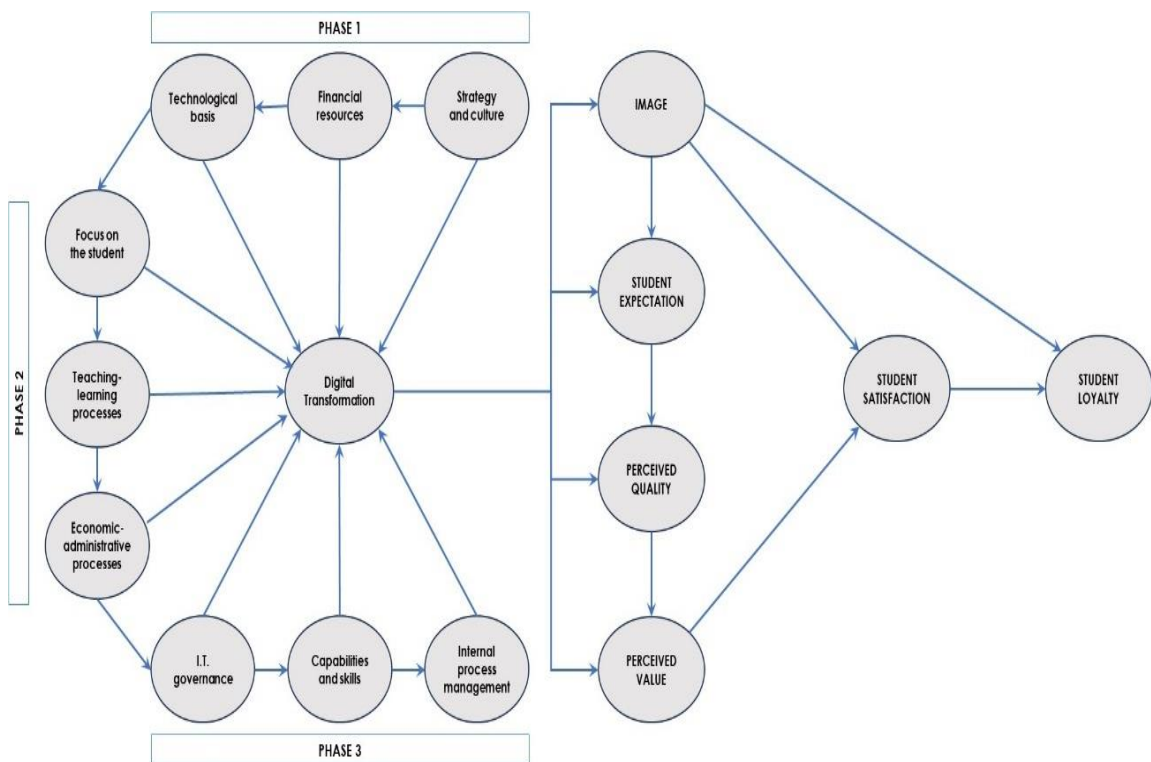 PHASE 1
Technological
basis
Financial
resources
Strategy
and culture
IMAGE
PHASE 2
Focus on
the student
STUDENT
EXPECTATION
Teaching-
learning
processes
Digital
Transformation
STUDENT
SATISFACTION
STUDENT
LOYALTY
PERCEIVED
QUALITY
Economic-
administrative
processes
I.T.
governance
Capabilities
and skills
Internal
process
management
PERCEIVED
VALUE
PHASE 3